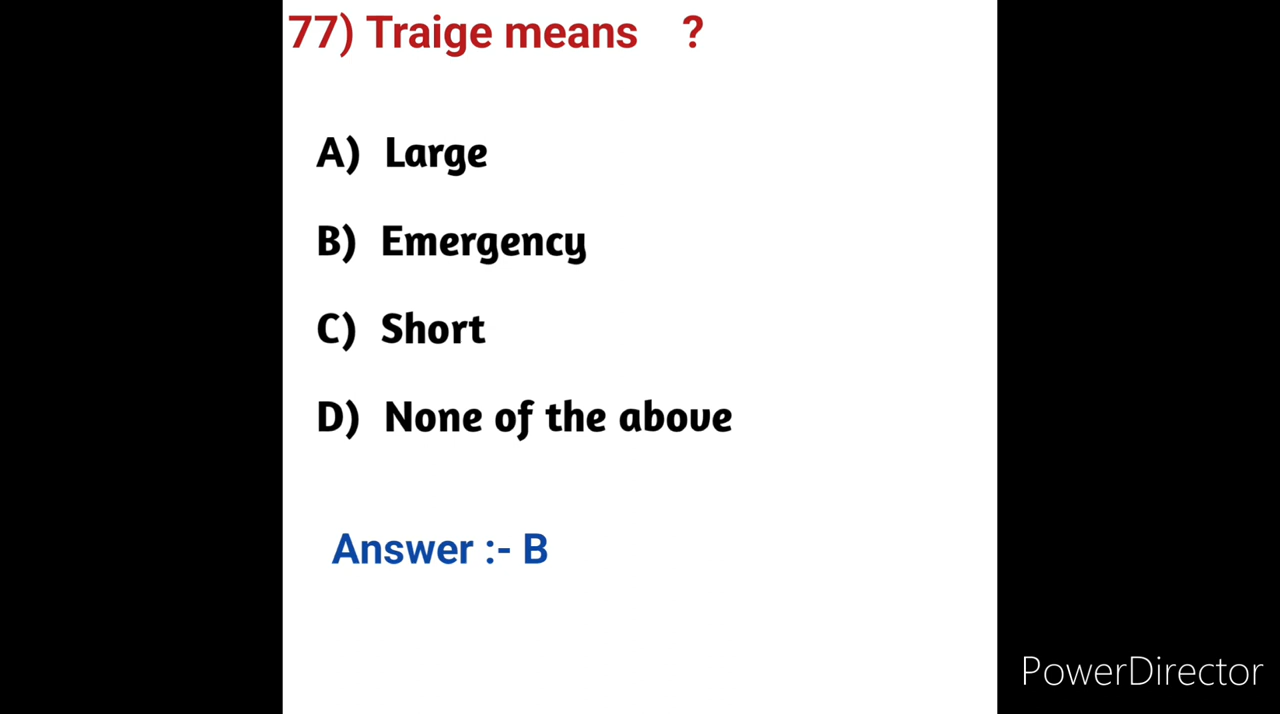 77) Traige means ?
A) Large
B) Emergency
C) Short
D) None of the above
Answer :- B
PowerDirector